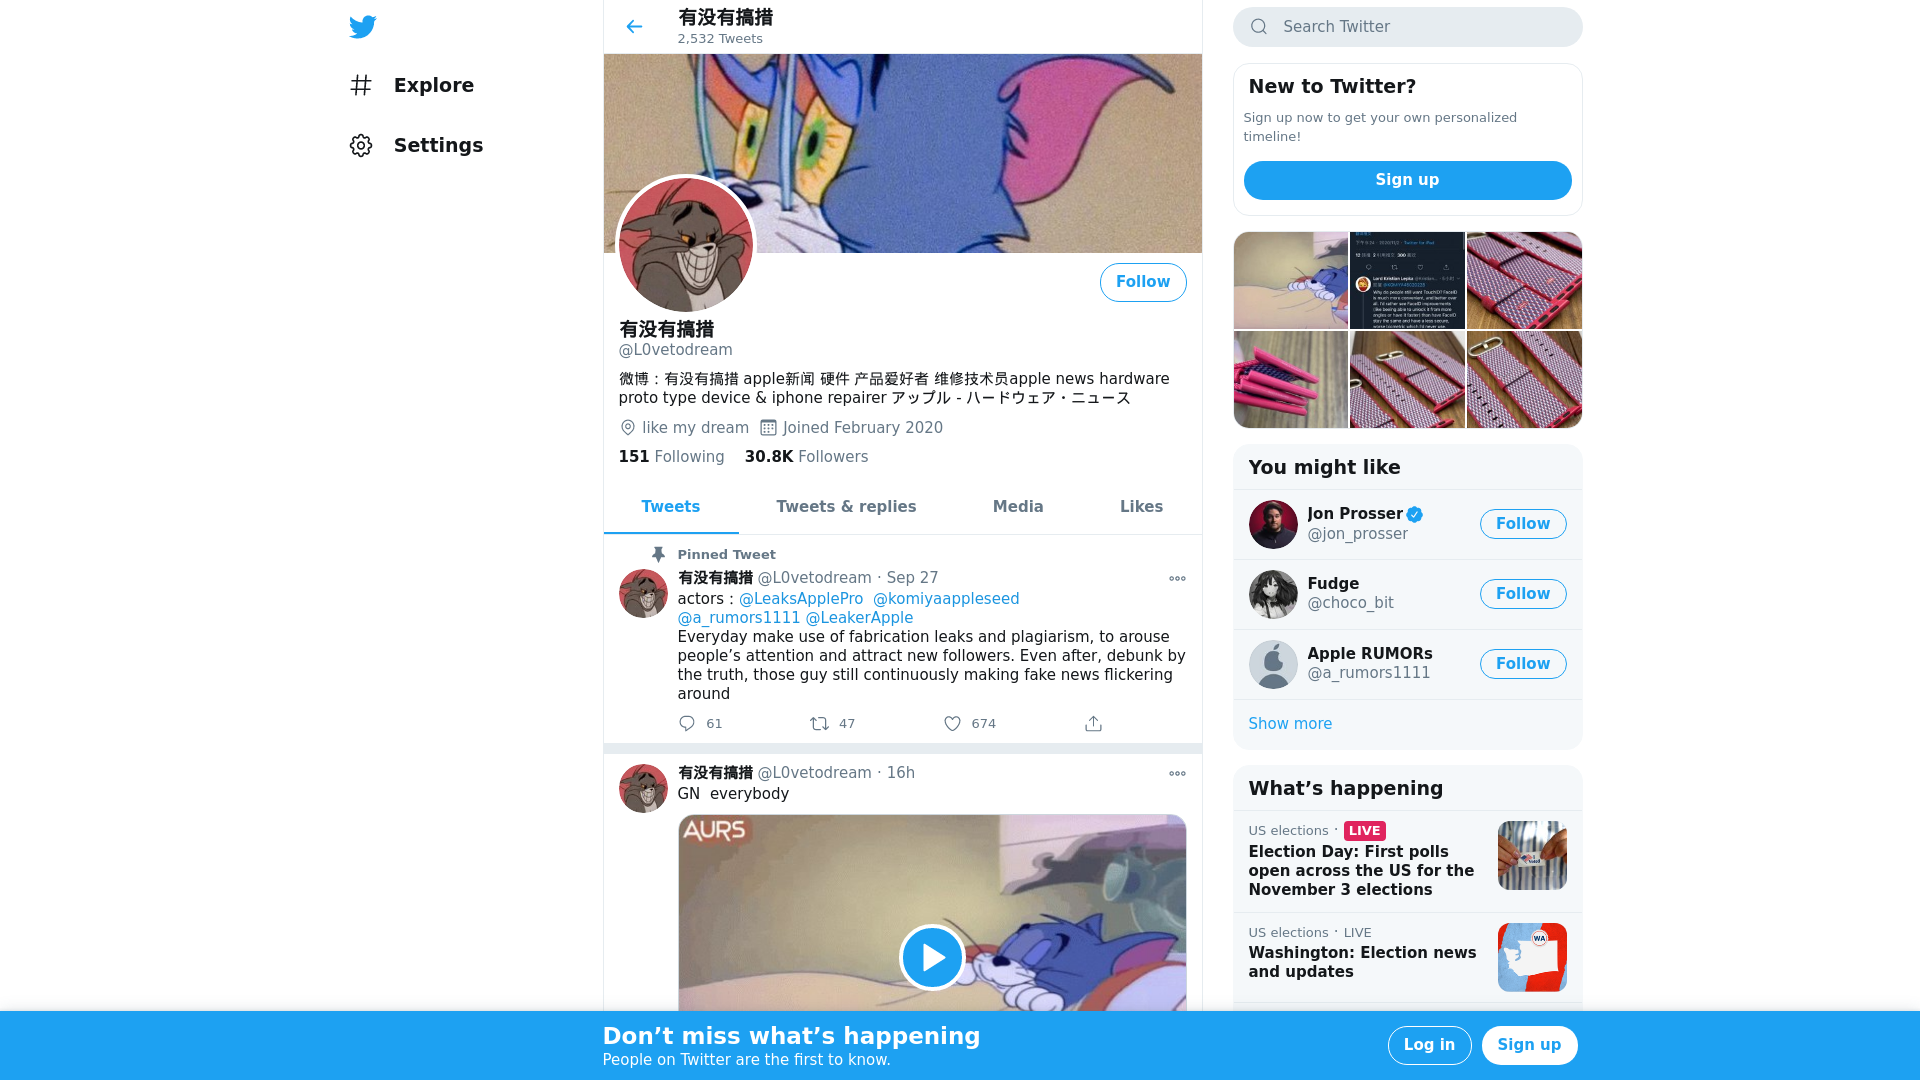 有没有搞措
2,532 Tweets
Explore
Settings
Follow
有没有搞措
@L0vetodream
微博：有没有搞措 apple新闻 硬件 产品爱好者 维修技术员apple news hardware
proto type device & iphone repairer アップル - ハードウェア・ニュース
like my dream Joined February 2020
151 Following 30.8K Followers
Tweets Tweets & replies Media Likes
Pinned Tweet
有没有搞措 @L0vetodream · Sep 27
actors : @LeaksApplePro @komiyaappleseed
@a_rumors1111 @LeakerApple
Everyday make use of fabrication leaks and plagiarism, to arouse
people’s attention and attract new followers. Even after, debunk by
the truth, those guy still continuously making fake news flickering
around
61 47 674
有没有搞措 @L0vetodream · 16h
GN everybody
AURS
Search Twitter
New to Twitter?
Sign up now to get your own personalized
timeline!
Sign up
You might like
Jon Prosser
@jon_prosser
Follow
Fudge
@choco_bit
Follow
Apple RUMORs
@a_rumors1111
Follow
Show more
What’s happening
US elections · LIVE
Election Day: First polls
open across the US for the
November 3 elections
US elections · LIVE
Washington: Election news
and updates
WA
Don’t miss what’s happening
People on Twitter are the first to know.
Log in
Sign up